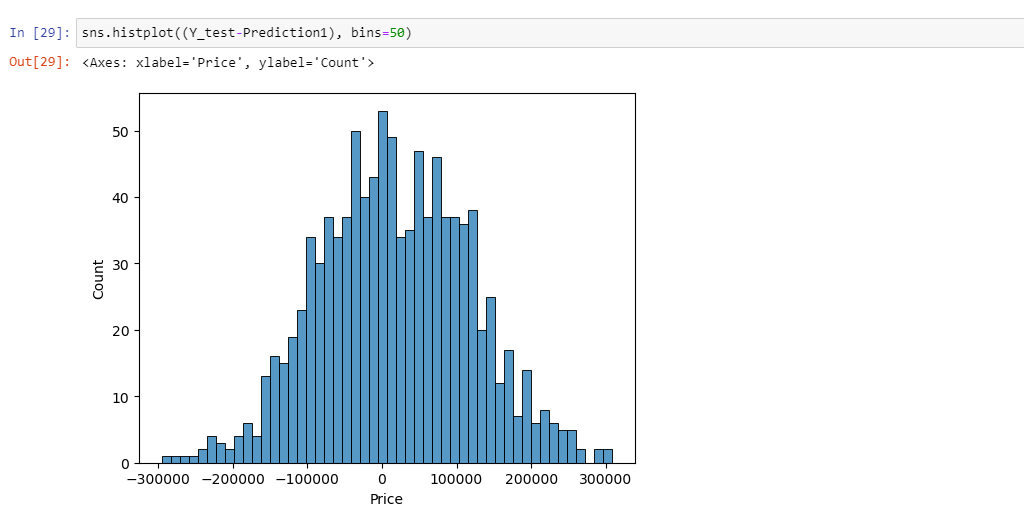 In [29]: sns.histplot((Y_test-Prediction1), bins=50)
Out[29]: <Axes: xlabel='Price', ylabel='Count'>
50
40
30
20
10
0
Count
−300000 −200000 −100000 0 100000 200000 300000
Price